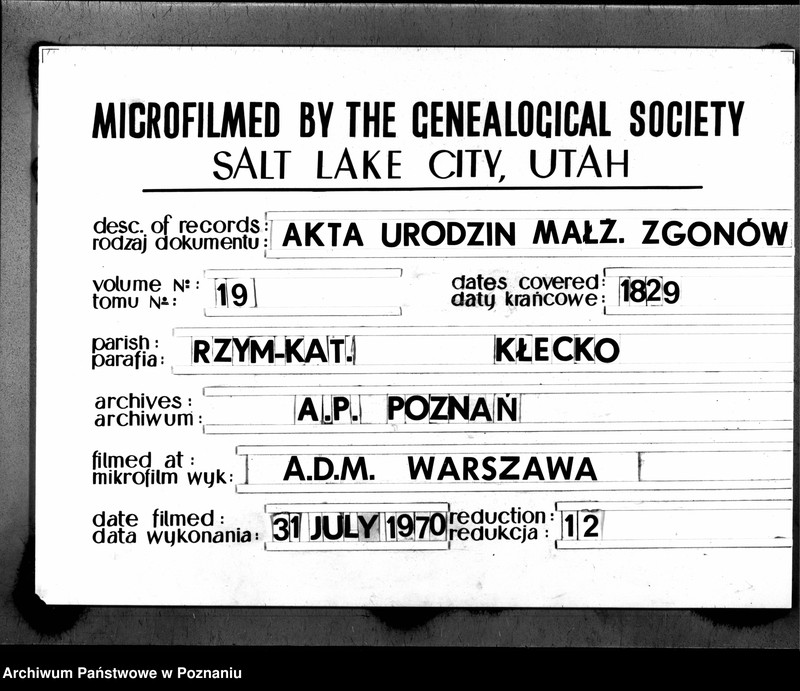 MICROFILMED BY THE GENEALOGICAL SOCIETY
SALT LAKE CITY, UTAH
desc. of records: AKTA URODZIN MAŁŻ. ZGONÓW
rodzaj dokumentu:
volume Nº: 19 dates covered: 1829
tomu Nº: daty krańcowe:
parish: RZYM-KAT. KŁECKO
parafia:
archives: A.P. POZNAŃ
archiwum:
filmed at: A.D.M. WARSZAWA
mikrofilm wyk:
date filmed: 31 JULY 1970 reduction: 12
data wykonania: redukcja:
Archiwum Państwowe w Poznaniu